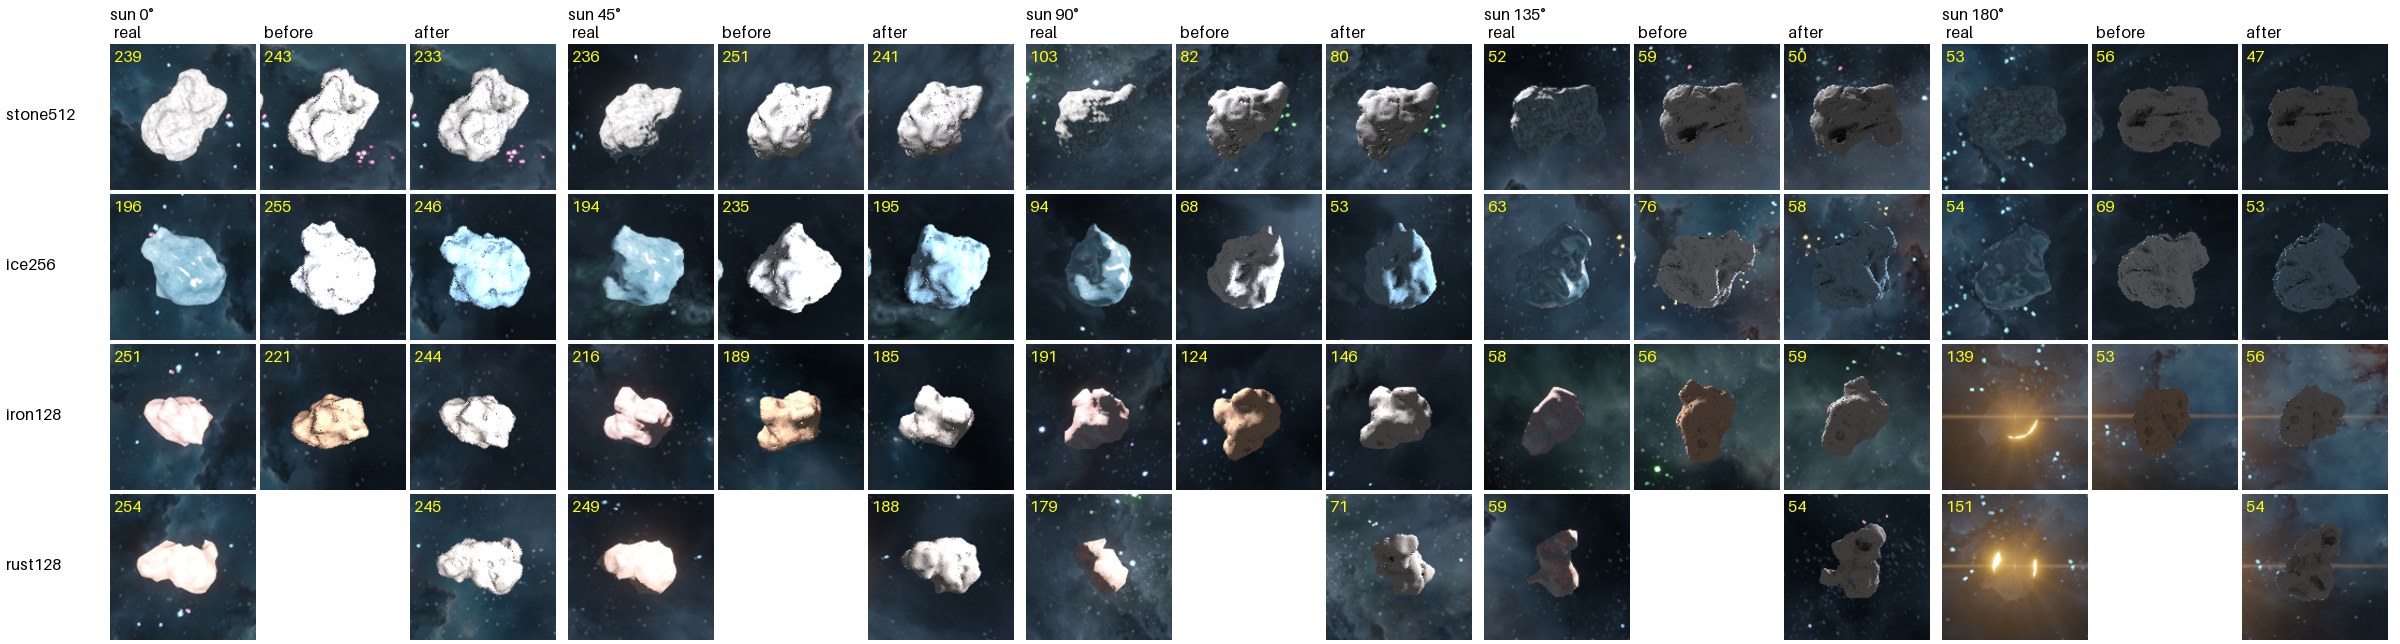 sun 0° sun 45° sun 90° sun 135° sun 180°
real before after real before after real before after real before after real before after
stone512 239 243 233 236 251 241 103 82 80 52 59 50 53 56 47
ice256 196 255 246 194 235 195 94 68 53 63 76 58 54 69 53
iron128 251 221 244 216 189 185 191 124 146 58 56 59 139 53 56
rust128 254 245 249 188 179 71 59 54 151 54